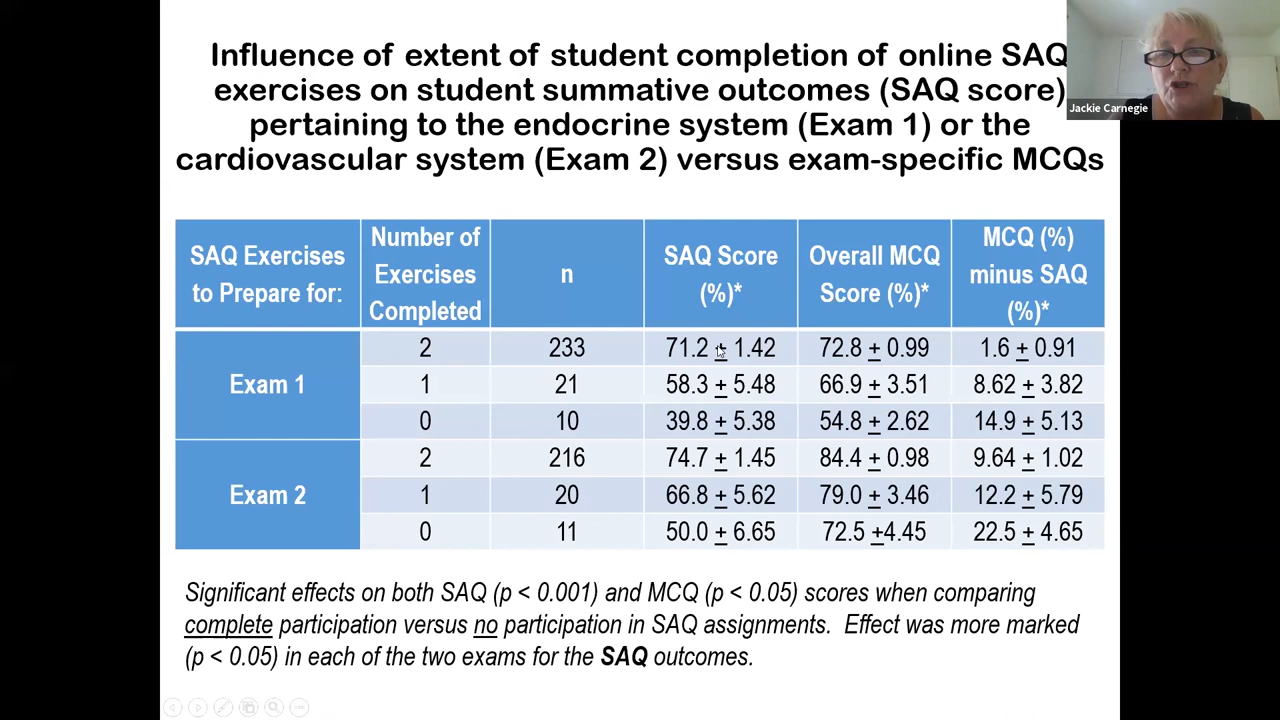 Influence of extent of student completion of online SAQ
exercises on student summative outcomes (SAQ score)
pertaining to the endocrine system (Exam 1) or the
cardiovascular system (Exam 2) versus exam-specific MCQs
Jackie Carnegie
SAQ Exercises to Prepare for: Number of Exercises Completed n SAQ Score (%)* Overall MCQ Score (%)* MCQ (%) minus SAQ (%)*
Exam 1
2 233 71.2 ± 1.42 72.8 ± 0.99 1.6 ± 0.91
1 21 58.3 ± 5.48 66.9 ± 3.51 8.62 ± 3.82
0 10 39.8 ± 5.38 54.8 ± 2.62 14.9 ± 5.13
Exam 2
2 216 74.7 ± 1.45 84.4 ± 0.98 9.64 ± 1.02
1 20 66.8 ± 5.62 79.0 ± 3.46 12.2 ± 5.79
0 11 50.0 ± 6.65 72.5 ±4.45 22.5 ± 4.65
Significant effects on both SAQ (p < 0.001) and MCQ (p < 0.05) scores when comparing
complete participation versus no participation in SAQ assignments. Effect was more marked
(p < 0.05) in each of the two exams for the SAQ outcomes.